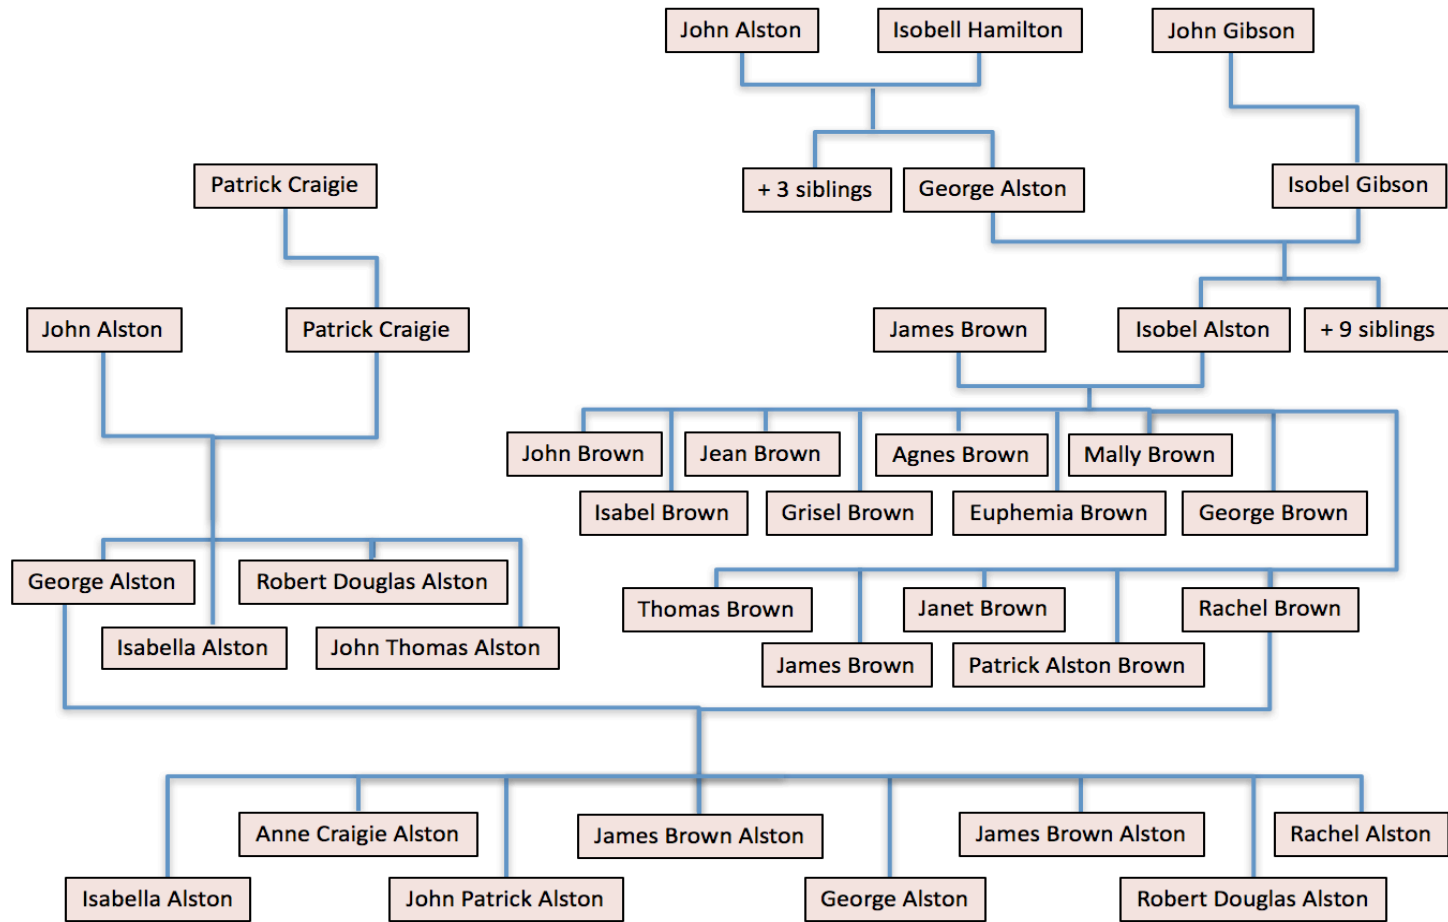 John Alston
Isobell Hamilton
John Gibson
Patrick Craigie
+ 3 siblings
George Alston
Isobel Gibson
John Alston
Patrick Craigie
James Brown
Isobel Alston
+ 9 siblings
John Brown
Jean Brown
Agnes Brown
Mally Brown
Isabel Brown
Grisel Brown
Euphemia Brown
George Brown
George Alston
Robert Douglas Alston
Thomas Brown
Janet Brown
Rachel Brown
Isabella Alston
John Thomas Alston
James Brown
Patrick Alston Brown
Anne Craigie Alston
James Brown Alston
James Brown Alston
Rachel Alston
Isabella Alston
John Patrick Alston
George Alston
Robert Douglas Alston